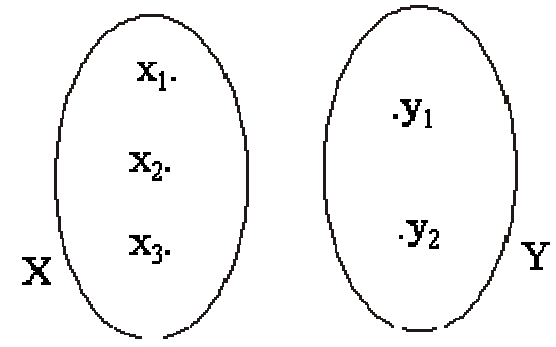 x₁.
.y₁
x₂.
.y₂
x₃.
X
Y